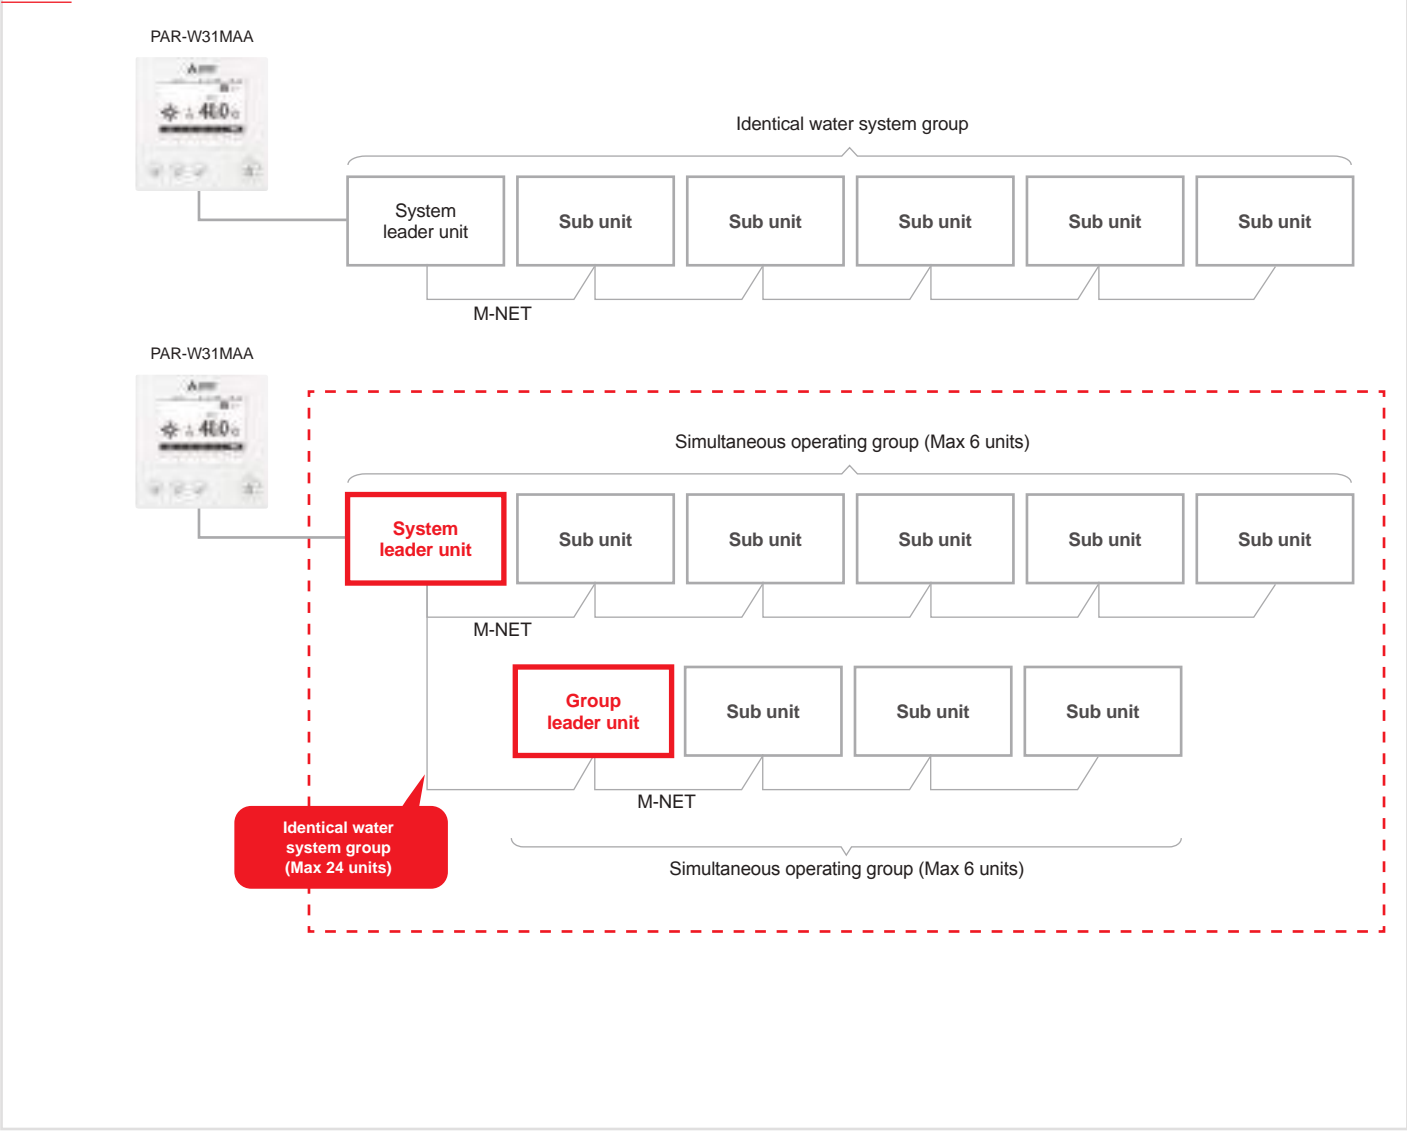 PAR-W31MAA
Identical water system group
System
leader unit
Sub unit
Sub unit
Sub unit
Sub unit
Sub unit
M-NET
PAR-W31MAA
Simultaneous operating group (Max 6 units)
System
leader unit
Sub unit
Sub unit
Sub unit
Sub unit
Sub unit
M-NET
Group
leader unit
Sub unit
Sub unit
Sub unit
M-NET
Identical water
system group
(Max 24 units)
Simultaneous operating group (Max 6 units)